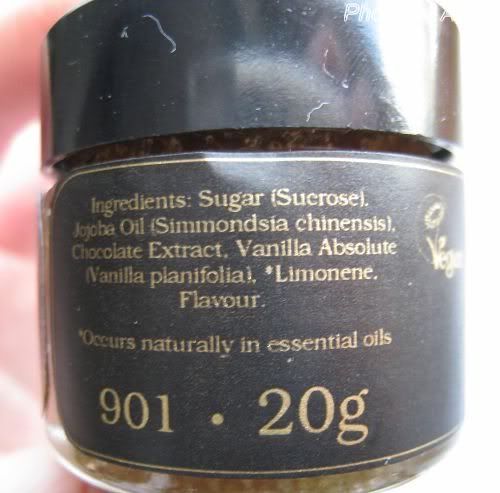 Ingredients: Sugar (Sucrose),
Jojoba Oil (Simmondsia chinensis),
Chocolate Extract, Vanilla Absolute
(Vanilla planifolia), *Limonene,
Flavour.
*Occurs naturally in essential oils
901 • 20g